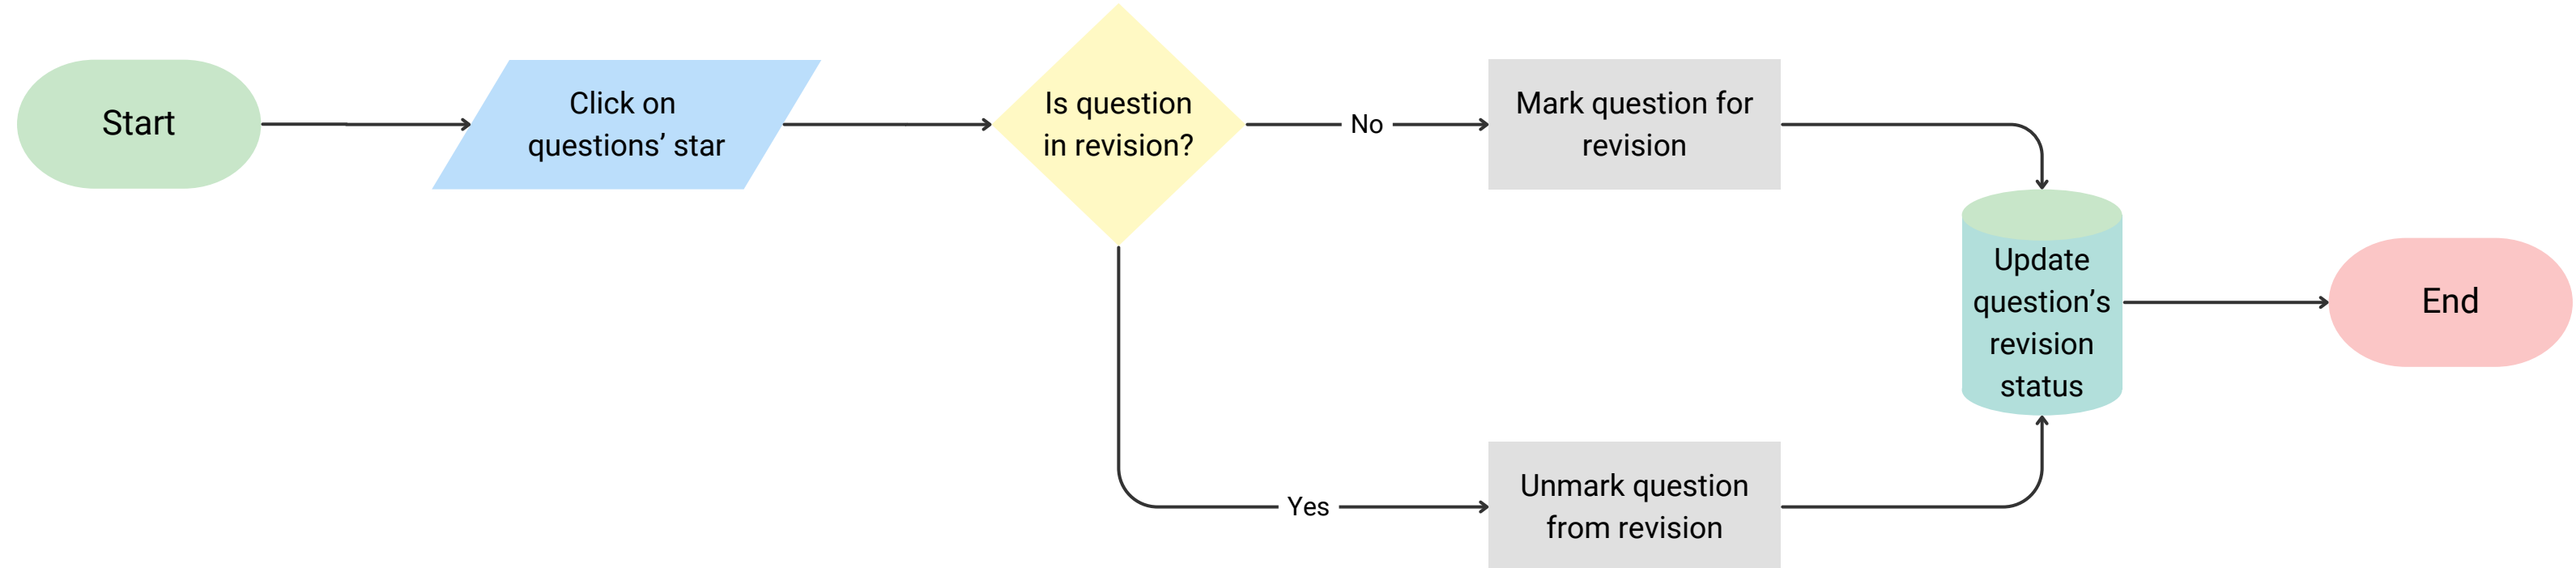 Start
Click on
questions’ star
Is question
in revision?
No
Mark question for
revision
Update
question’s
revision
status
End
Yes
Unmark question
from revision